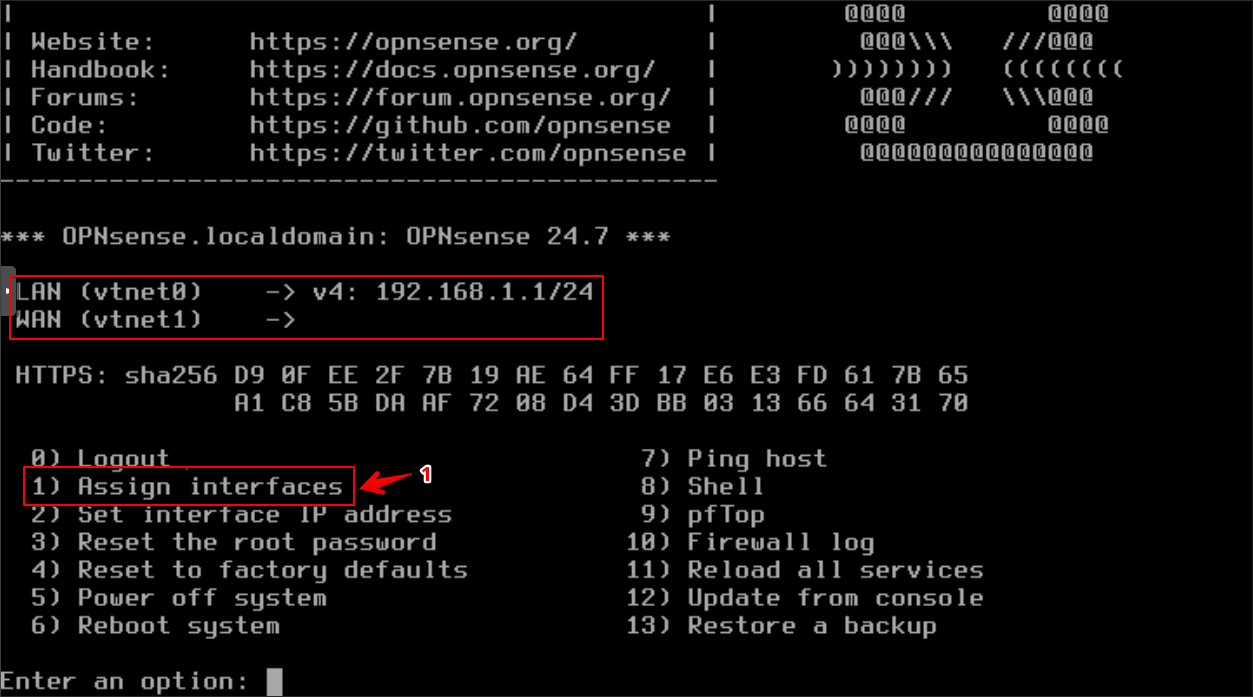 |                                             |         @@@@         @@@@
| Website:      https://opnsense.org/        |          @@@\\\   ///@@@
| Handbook:     https://docs.opnsense.org/   |        ))))))))   ((((((((
| Forums:       https://forum.opnsense.org/  |          @@@///   \\\@@@
| Code:         https://github.com/opnsense  |         @@@@         @@@@
| Twitter:      https://twitter.com/opnsense |          @@@@@@@@@@@@@@@
----------------------------------------------
*** OPNsense.localdomain: OPNsense 24.7 ***
LAN (vtnet0)    -> v4: 192.168.1.1/24
WAN (vtnet1)    ->
HTTPS: sha256 D9 0F EE 2F 7B 19 AE 64 FF 17 E6 E3 FD 61 7B 65
A1 C8 5B DA AF 72 08 D4 3D BB 03 13 66 64 31 70
0) Logout                              7) Ping host
1) Assign interfaces 1                 8) Shell
2) Set interface IP address            9) pfTop
3) Reset the root password            10) Firewall log
4) Reset to factory defaults          11) Reload all services
5) Power off system                   12) Update from console
6) Reboot system                      13) Restore a backup
Enter an option: